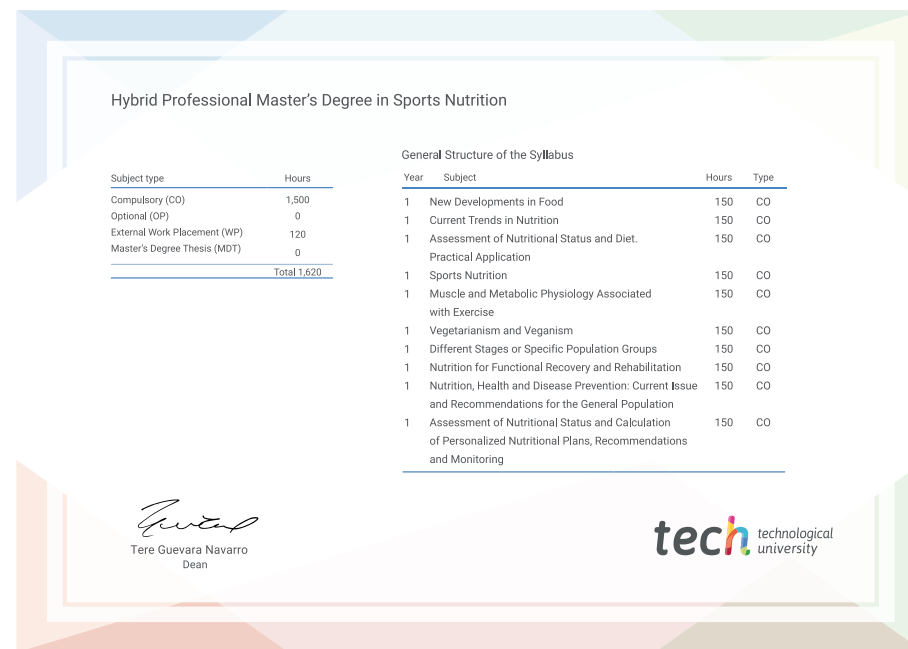 Hybrid Professional Master's Degree in Sports Nutrition
Subject type Hours
Compulsory (CO) 1,500
Optional (OP) 0
External Work Placement (WP) 120
Master's Degree Thesis (MDT) 0
Total 1,620
General Structure of the Syllabus
Year Subject Hours Type
1 New Developments in Food 150 CO
1 Current Trends in Nutrition 150 CO
1 Assessment of Nutritional Status and Diet. 150 CO
Practical Application
1 Sports Nutrition 150 CO
1 Muscle and Metabolic Physiology Associated 150 CO
with Exercise
1 Vegetarianism and Veganism 150 CO
1 Different Stages or Specific Population Groups 150 CO
1 Nutrition for Functional Recovery and Rehabilitation 150 CO
1 Nutrition, Health and Disease Prevention: Current Issue 150 CO
and Recommendations for the General Population
1 Assessment of Nutritional Status and Calculation 150 CO
of Personalized Nutritional Plans, Recommendations
and Monitoring
Tere Guevara Navarro
Dean
tech technological
university